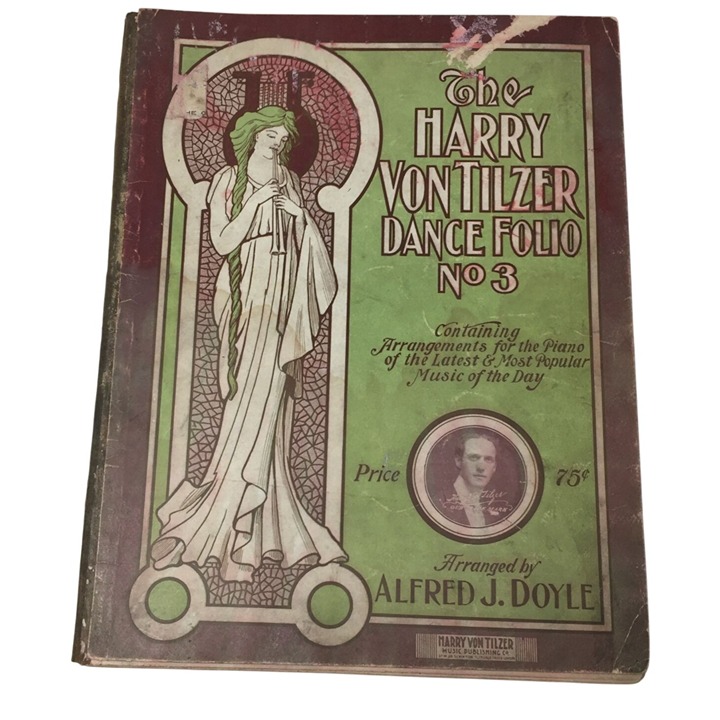 The
HARRY
VON TILZER
DANCE FOLIO
No 3
Containing
Arrangements for the Piano
of the Latest & Most Popular
Music of the Day
Price 75¢
Arranged by
ALFRED J. DOYLE
HARRY VON TILZER
MUSIC PUBLISHING Co